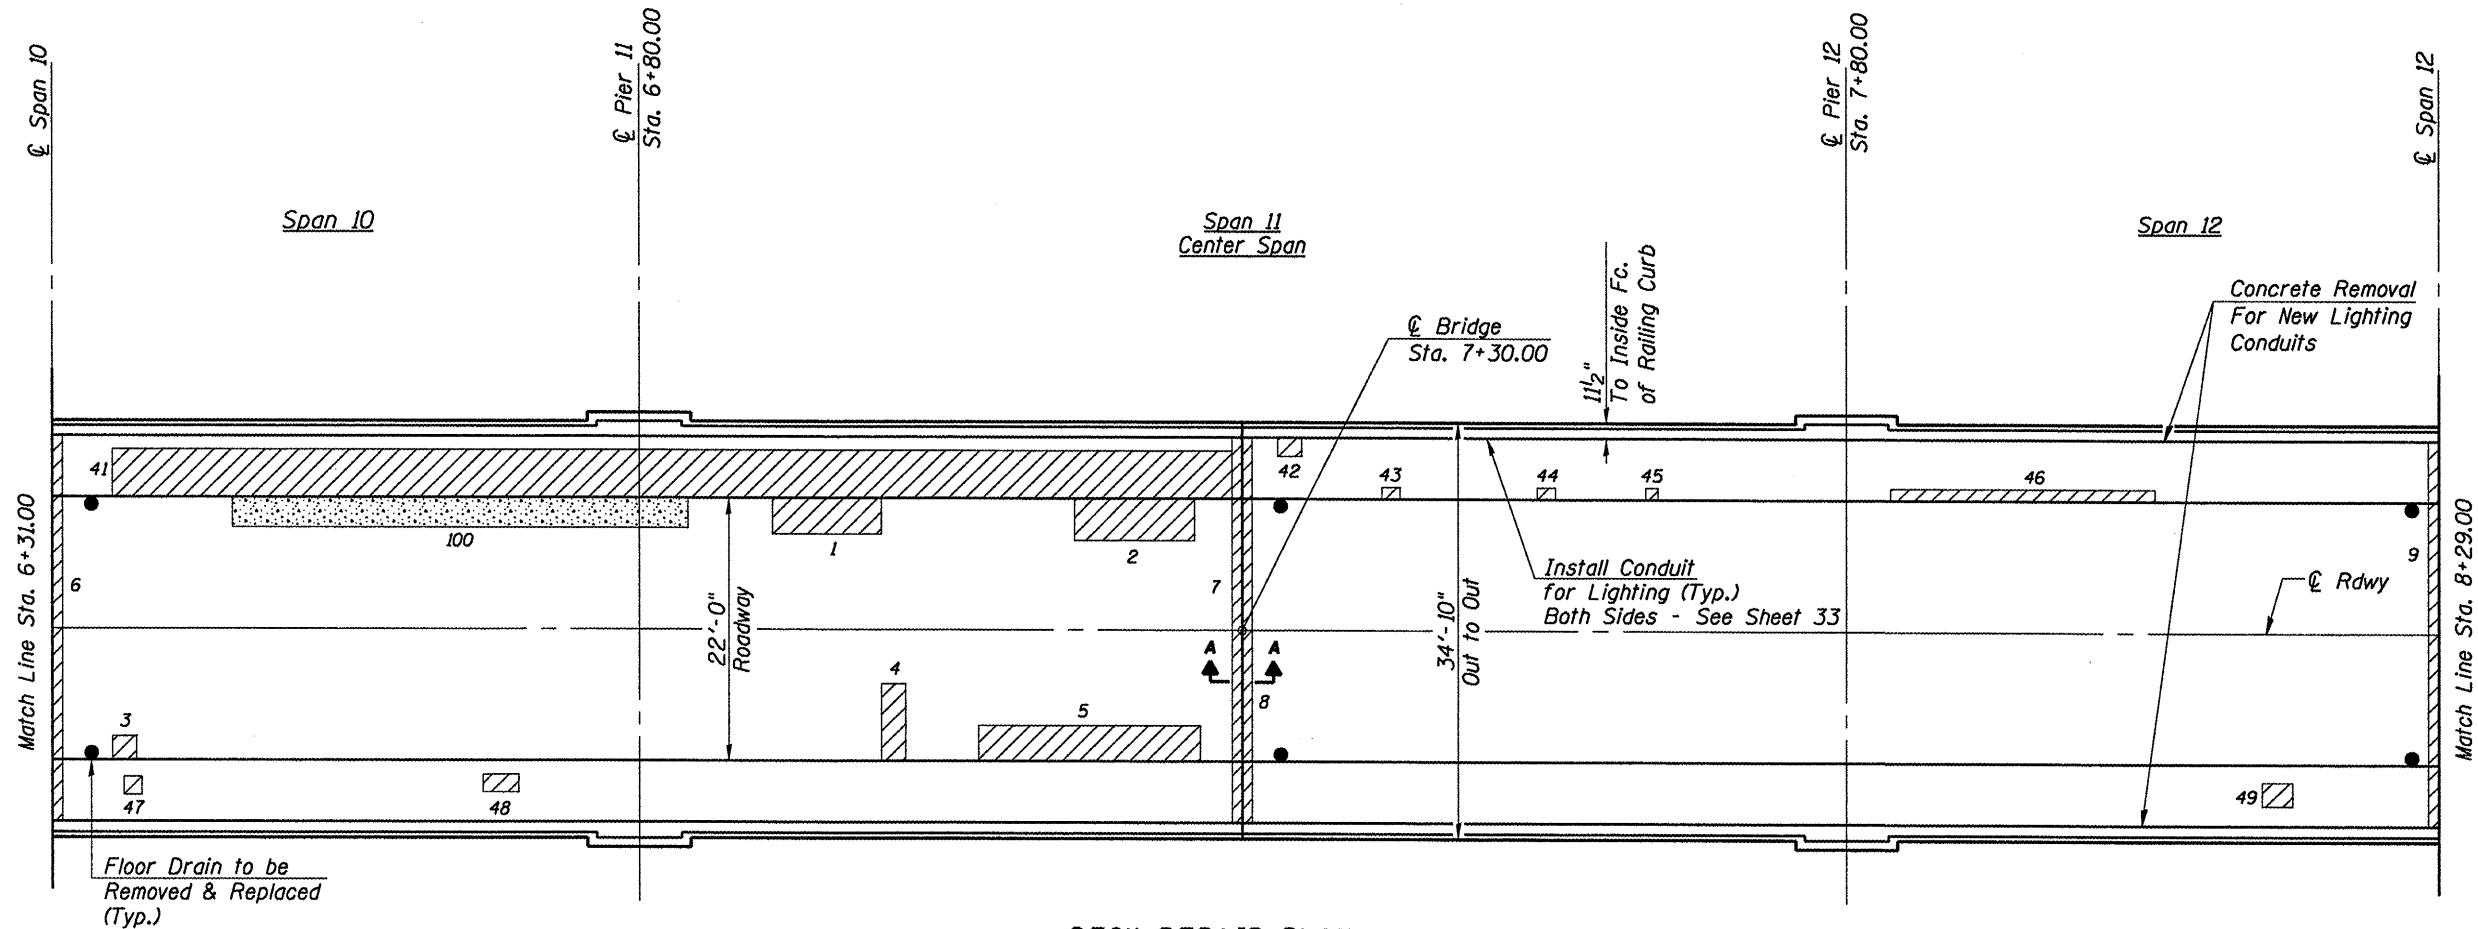 ℄ Span 10
℄ Pier 11
Sta. 6+80.00
℄ Pier 12
Sta. 7+80.00
℄ Span 12
Span 10
Span 11
Center Span
Span 12
11½"
To Inside Fc.
of Railing Curb
Concrete Removal
For New Lighting
Conduits
℄ Bridge
Sta. 7+30.00
Match Line Sta. 6+31.00
41
42
43
44
45
46
100
1
2
6
7
9
22'-0"
Roadway
34'-10"
Out to Out
Install Conduit
for Lighting (Typ.)
Both Sides - See Sheet 33
℄ Rdwy
Match Line Sta. 8+29.00
A
A
3
4
5
8
47
48
49
Floor Drain to be
Removed & Replaced
(Typ.)